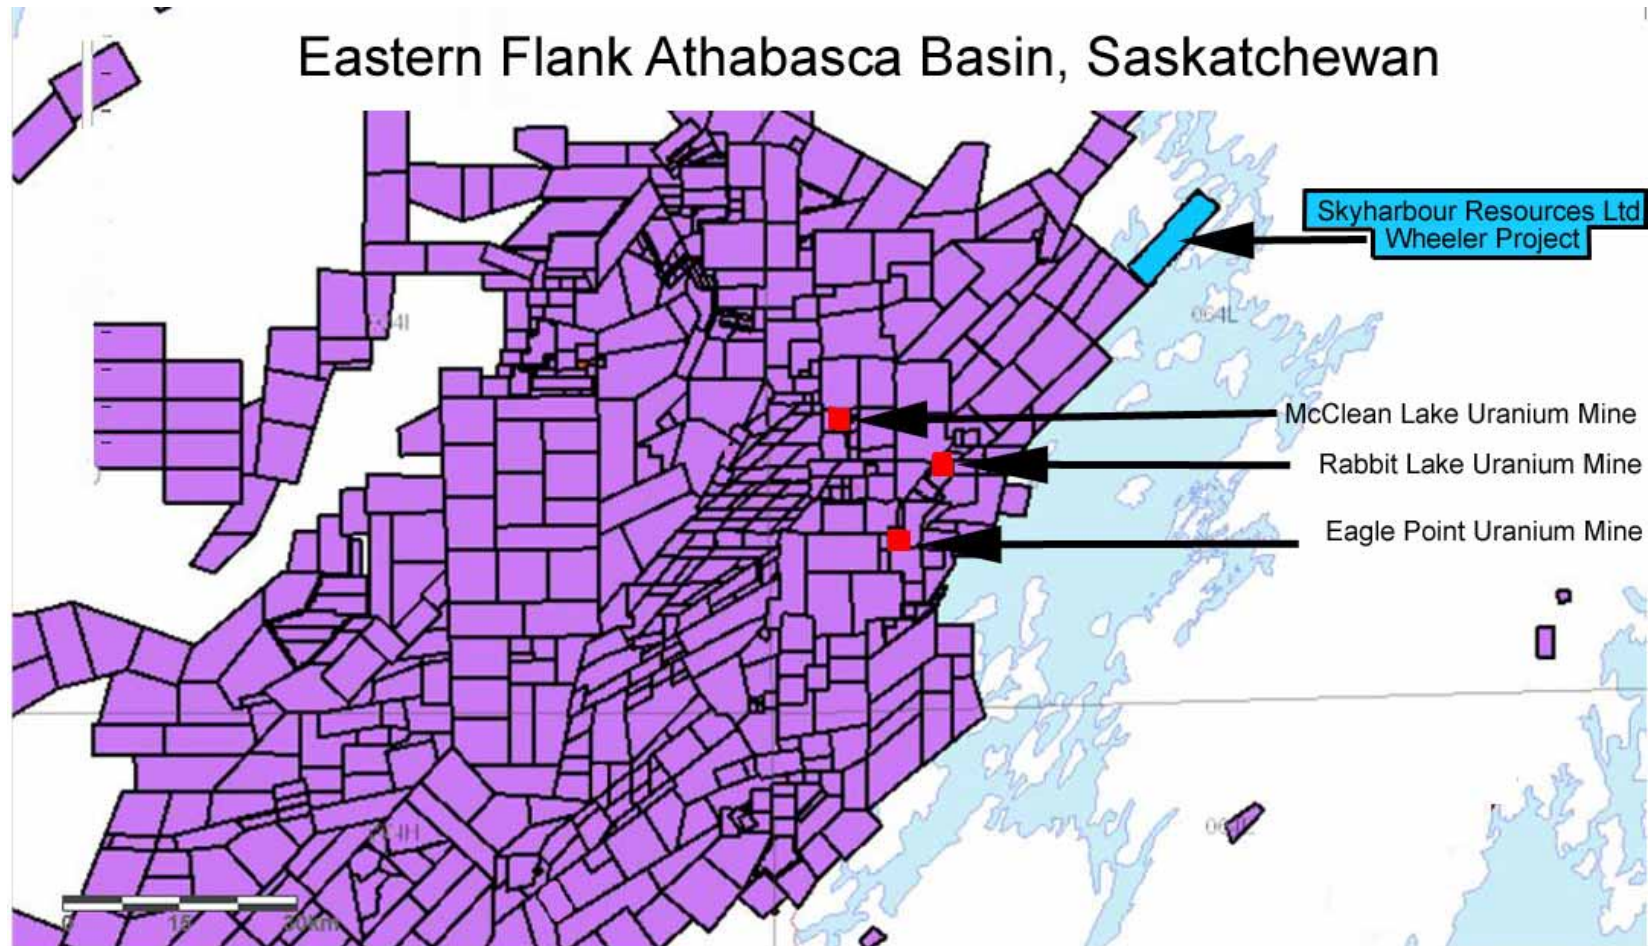 Eastern Flank Athabasca Basin, Saskatchewan
Skyharbour Resources Ltd
Wheeler Project
064L
McClean Lake Uranium Mine
Rabbit Lake Uranium Mine
Eagle Point Uranium Mine
0 15 30km